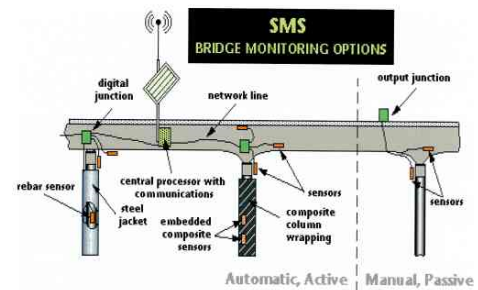 SMS
BRIDGE MONITORING OPTIONS
digital
junction
output junction
network line
central processor with
communications
sensors
rebar sensor
steel
jacket
embedded
composite
sensors
composite
column
wrapping
sensors
Automatic, Active
Manual, Passive